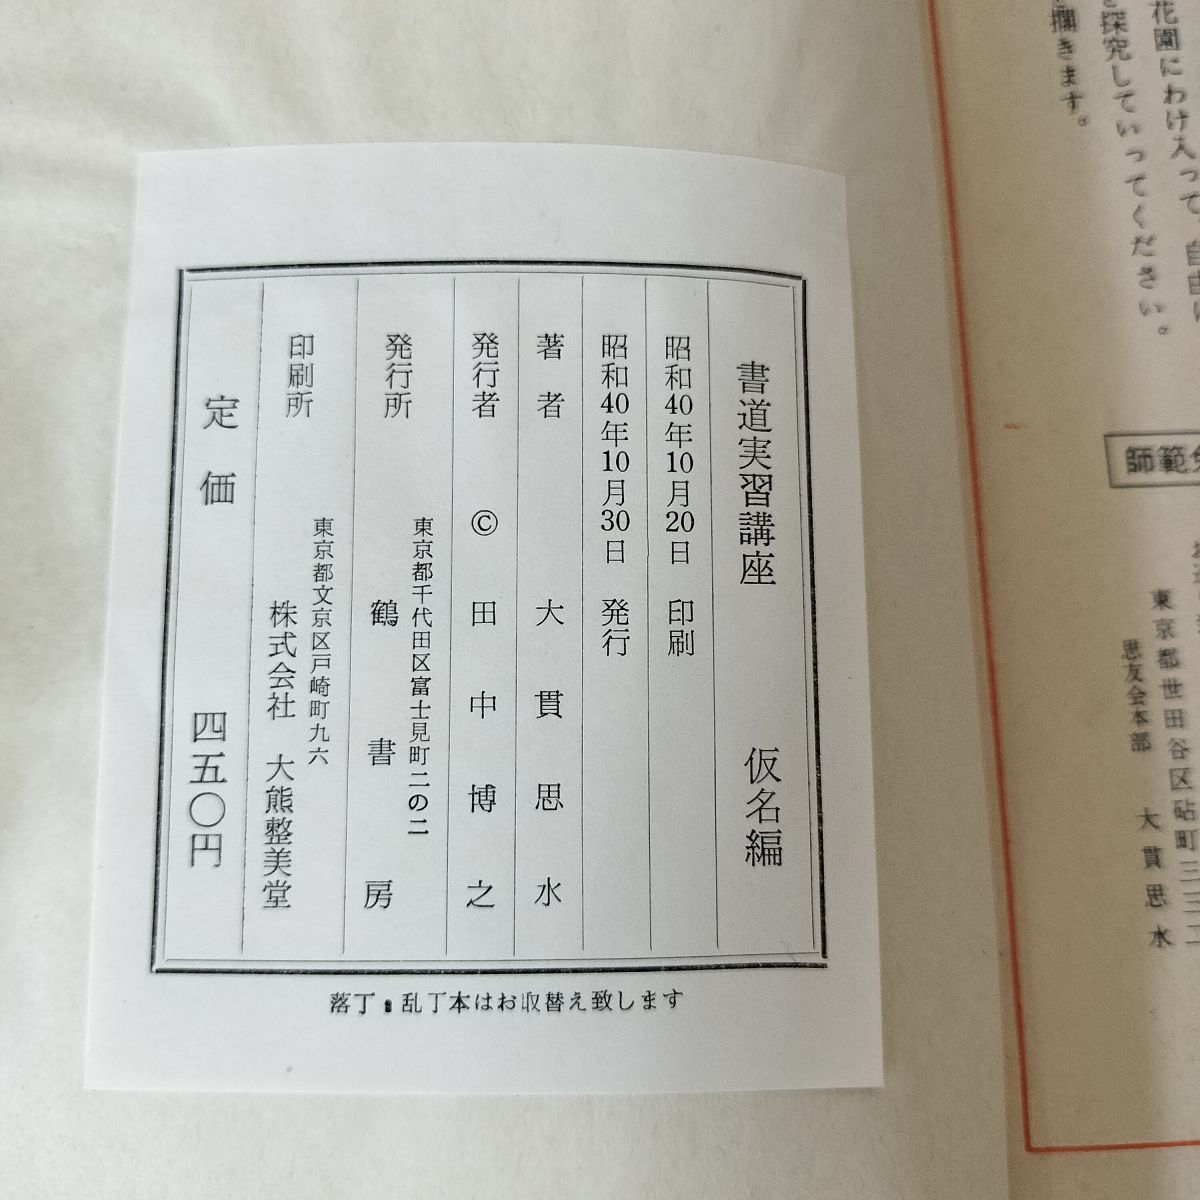 花園にわけ入って、自由に
探究していってください。
擱きます。
師範
東京都世田谷区砧町三三二
思友会本部 大貫思水
書道実習講座 仮名編
昭和40年10月20日 印刷
昭和40年10月30日 発行
著者 大貫思水
発行者 © 田中博之
東京都千代田区富士見町二の二
発行所 鶴書房
東京都文京区戸崎町九六
印刷所 株式会社 大熊整美堂
定価 四五〇円
落丁・乱丁本はお取替え致します